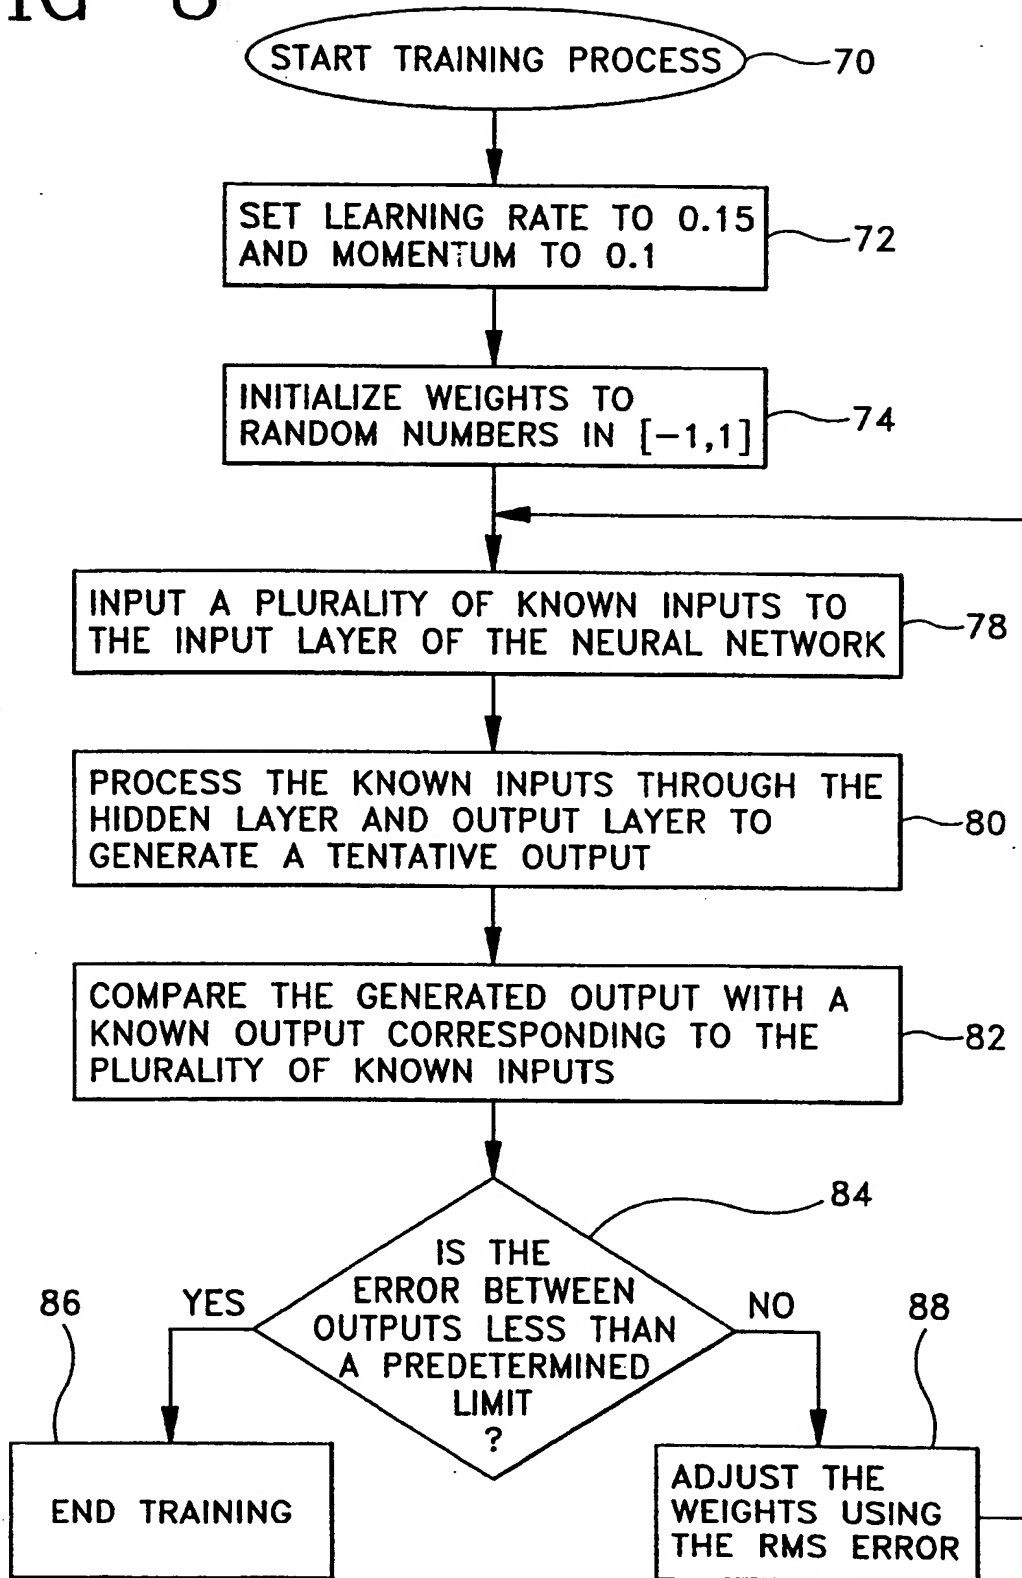 START TRAINING PROCESS
70
SET LEARNING RATE TO 0.15
AND MOMENTUM TO 0.1
72
INITIALIZE WEIGHTS TO
RANDOM NUMBERS IN [-1,1]
74
INPUT A PLURALITY OF KNOWN INPUTS TO
THE INPUT LAYER OF THE NEURAL NETWORK
78
PROCESS THE KNOWN INPUTS THROUGH THE
HIDDEN LAYER AND OUTPUT LAYER TO
GENERATE A TENTATIVE OUTPUT
80
COMPARE THE GENERATED OUTPUT WITH A
KNOWN OUTPUT CORRESPONDING TO THE
PLURALITY OF KNOWN INPUTS
82
84
IS THE
ERROR BETWEEN
OUTPUTS LESS THAN
A PREDETERMINED
LIMIT
?
YES
NO
86
88
END TRAINING
ADJUST THE
WEIGHTS USING
THE RMS ERROR